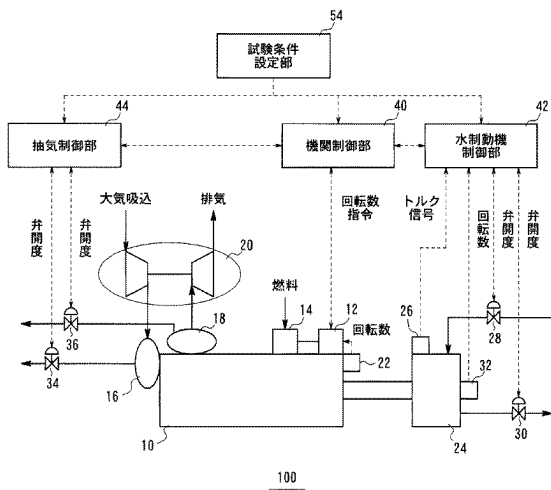 54
試験条件
設定部
44
抽気制御部
40
機関制御部
42
水制動機
制御部
大気吸込
排気
回転数
指令
トルク
信号
弁開度
弁開度
回転数
弁開度
弁開度
20
燃料
14
12
回転数
26
18
36
28
22
32
34
16
10
24
30
100